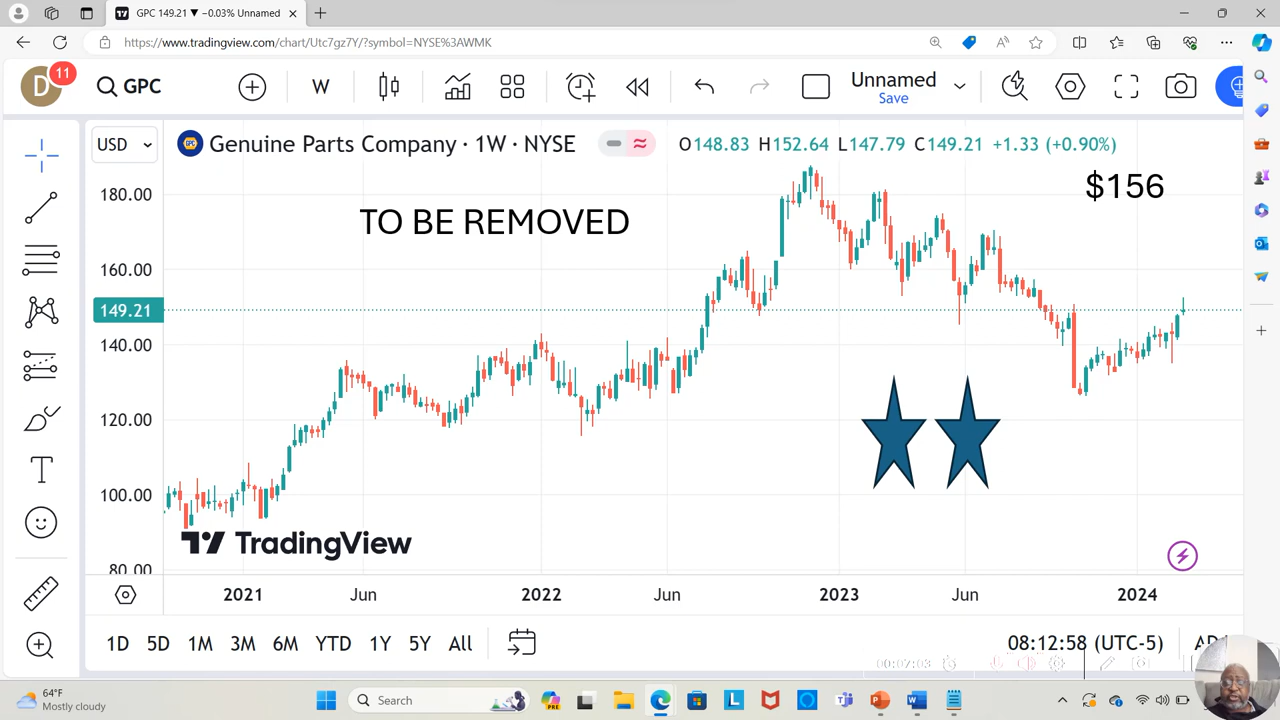 GPC 149.21 ▼ −0.03% Unnamed
https://www.tradingview.com/chart/Utc7gz7Y/?symbol=NYSE%3AWMK
D
11
GPC
W
Unnamed
Save
USD
Genuine Parts Company · 1W · NYSE
O148.83 H152.64 L147.79 C149.21 +1.33 (+0.90%)
$156
TO BE REMOVED
180.00
160.00
149.21
140.00
120.00
100.00
80.00
TradingView
2021
Jun
2022
Jun
2023
Jun
2024
1D 5D 1M 3M 6M YTD 1Y 5Y All
08:12:58 (UTC-5)
00:07:03
64°F
Mostly cloudy
Search
PRE